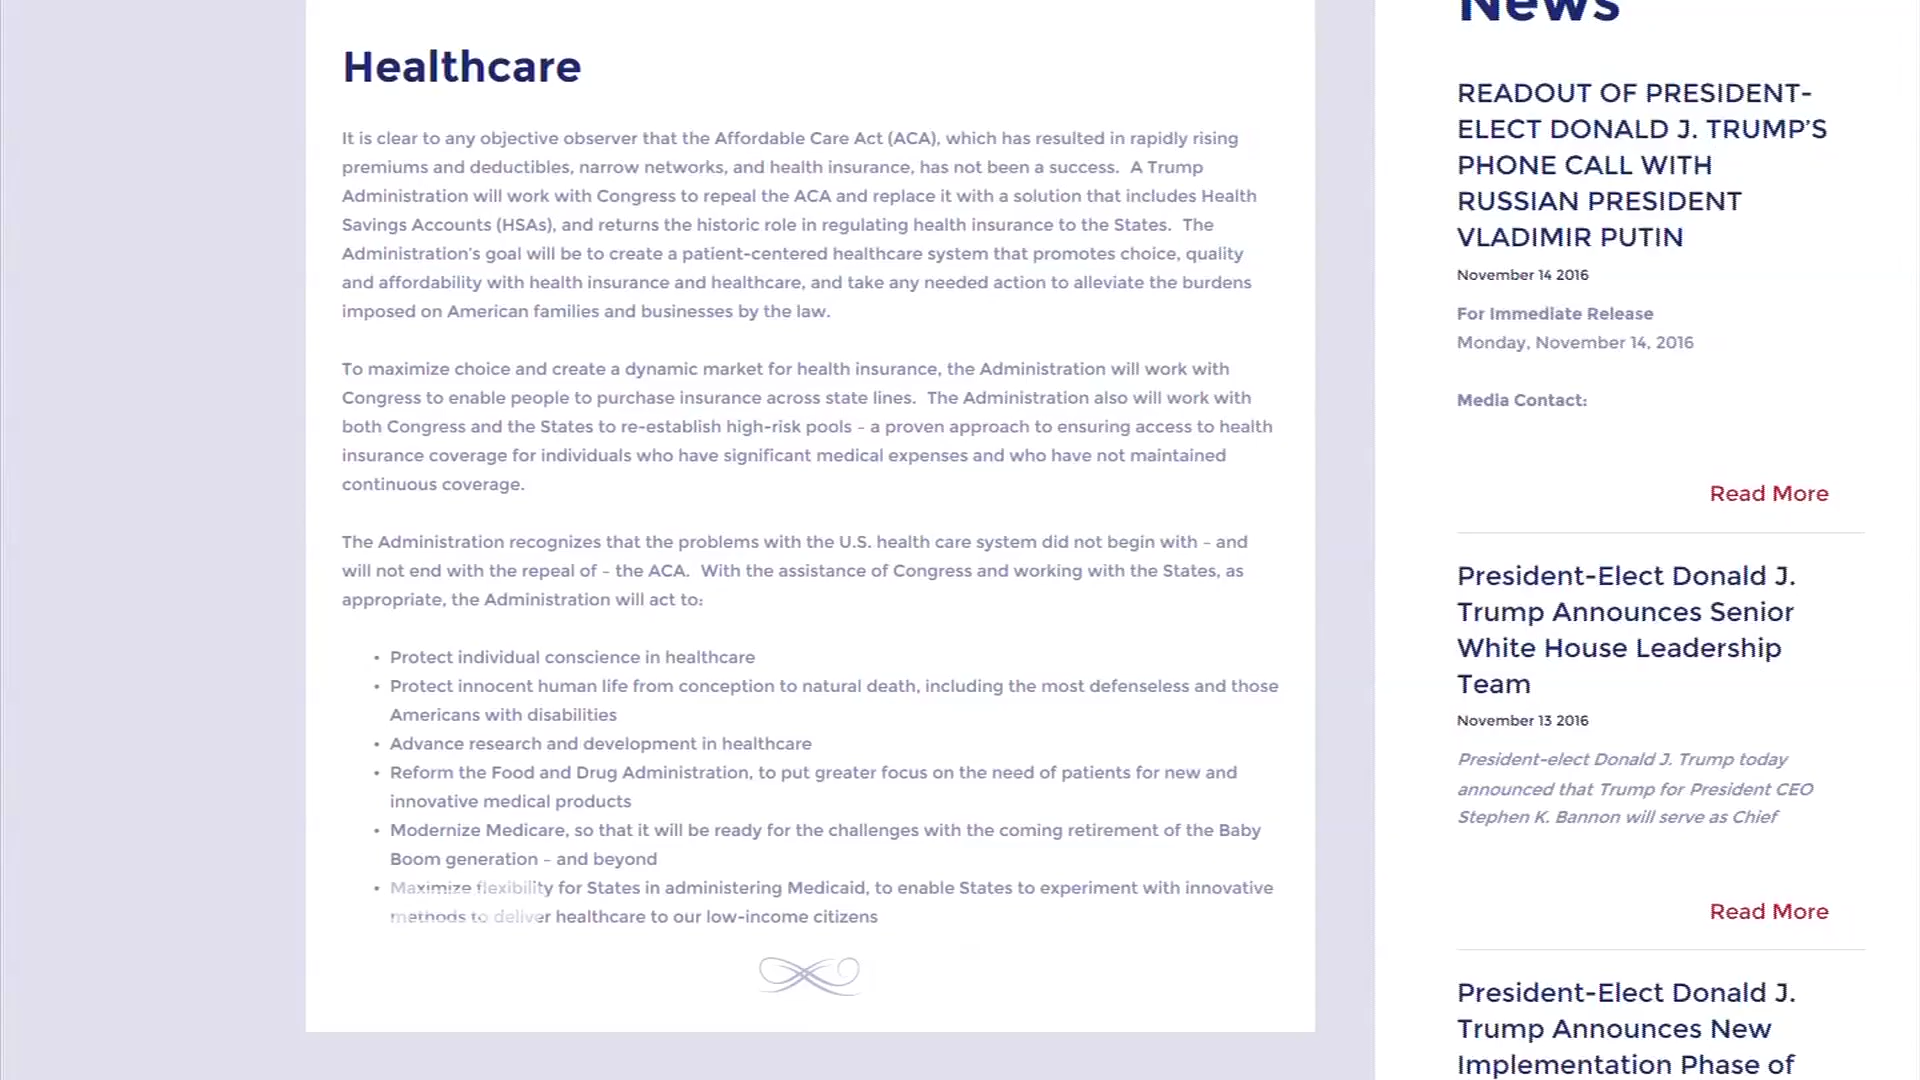 Healthcare
It is clear to any objective observer that the Affordable Care Act (ACA), which has resulted in rapidly rising
premiums and deductibles, narrow networks, and health insurance, has not been a success.  A Trump
Administration will work with Congress to repeal the ACA and replace it with a solution that includes Health
Savings Accounts (HSAs), and returns the historic role in regulating health insurance to the States.  The
Administration’s goal will be to create a patient-centered healthcare system that promotes choice, quality
and affordability with health insurance and healthcare, and take any needed action to alleviate the burdens
imposed on American families and businesses by the law.
To maximize choice and create a dynamic market for health insurance, the Administration will work with
Congress to enable people to purchase insurance across state lines.  The Administration also will work with
both Congress and the States to re-establish high-risk pools – a proven approach to ensuring access to health
insurance coverage for individuals who have significant medical expenses and who have not maintained
continuous coverage.
The Administration recognizes that the problems with the U.S. health care system did not begin with – and
will not end with the repeal of – the ACA.  With the assistance of Congress and working with the States, as
appropriate, the Administration will act to:
• Protect individual conscience in healthcare
• Protect innocent human life from conception to natural death, including the most defenseless and those
Americans with disabilities
• Advance research and development in healthcare
• Reform the Food and Drug Administration, to put greater focus on the need of patients for new and
innovative medical products
• Modernize Medicare, so that it will be ready for the challenges with the coming retirement of the Baby
Boom generation – and beyond
• Maximize flexibility for States in administering Medicaid, to enable States to experiment with innovative
methods to deliver healthcare to our low-income citizens
News
READOUT OF PRESIDENT-
ELECT DONALD J. TRUMP’S
PHONE CALL WITH
RUSSIAN PRESIDENT
VLADIMIR PUTIN
November 14 2016
For Immediate Release
Monday, November 14, 2016
Media Contact:
Read More
President-Elect Donald J.
Trump Announces Senior
White House Leadership
Team
November 13 2016
President-elect Donald J. Trump today
announced that Trump for President CEO
Stephen K. Bannon will serve as Chief
Read More
President-Elect Donald J.
Trump Announces New
Implementation Phase of